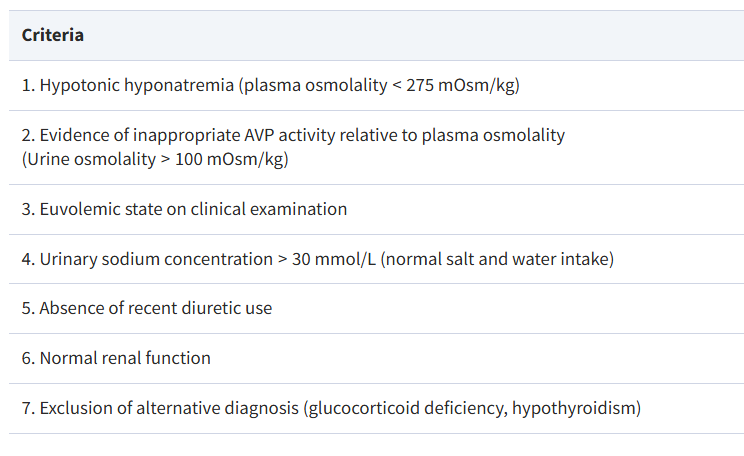 Criteria
1. Hypotonic hyponatremia (plasma osmolality < 275 mOsm/kg)
2. Evidence of inappropriate AVP activity relative to plasma osmolality
(Urine osmolality > 100 mOsm/kg)
3. Euvolemic state on clinical examination
4. Urinary sodium concentration > 30 mmol/L (normal salt and water intake)
5. Absence of recent diuretic use
6. Normal renal function
7. Exclusion of alternative diagnosis (glucocorticoid deficiency, hypothyroidism)